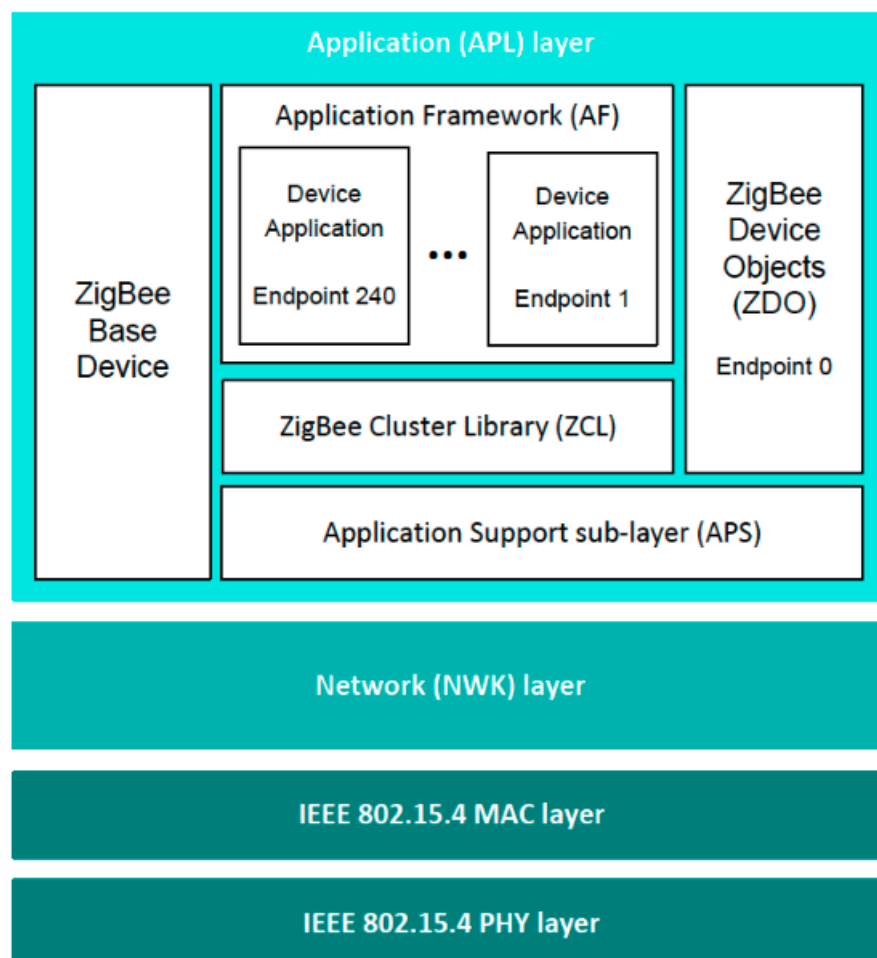 Application (APL) layer
ZigBee
Base
Device
Application Framework (AF)
Device
Application
Endpoint 240
...
Device
Application
Endpoint 1
ZigBee
Device
Objects
(ZDO)
Endpoint 0
ZigBee Cluster Library (ZCL)
Application Support sub-layer (APS)
Network (NWK) layer
IEEE 802.15.4 MAC layer
IEEE 802.15.4 PHY layer